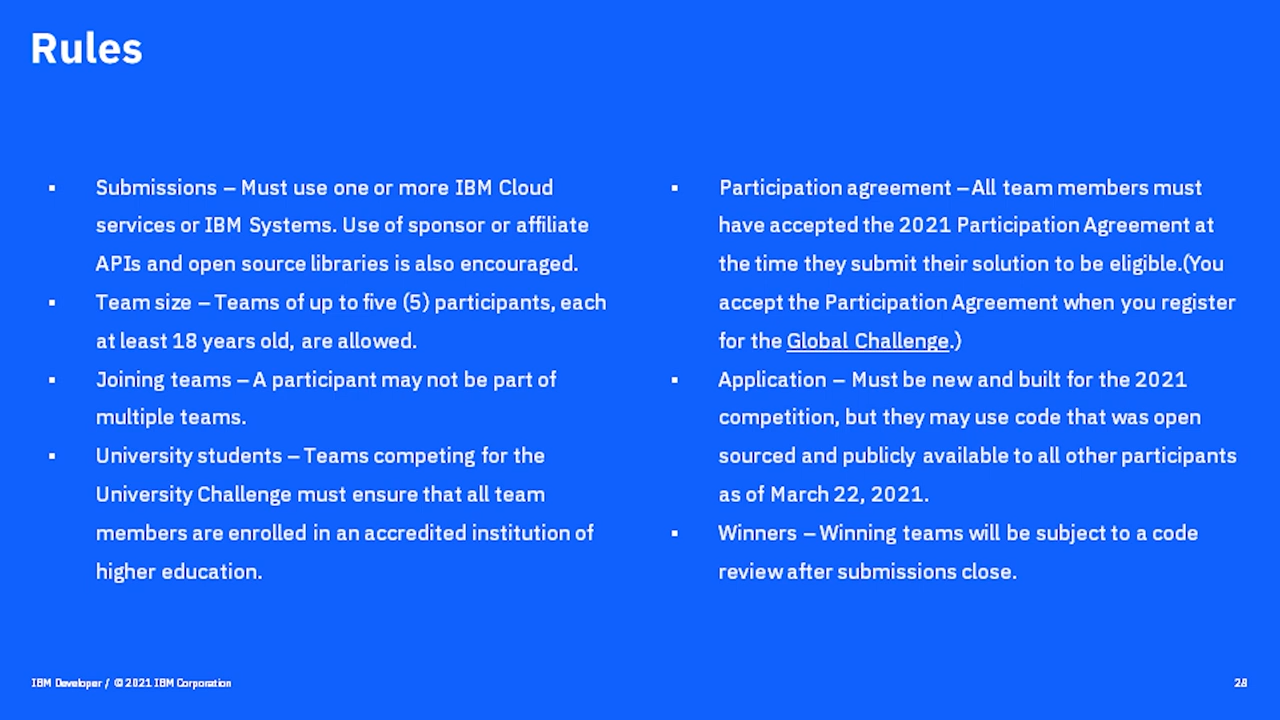 Rules
▪ Submissions – Must use one or more IBM Cloud
services or IBM Systems. Use of sponsor or affiliate
APIs and open source libraries is also encouraged.
▪ Team size – Teams of up to five (5) participants, each
at least 18 years old, are allowed.
▪ Joining teams – A participant may not be part of
multiple teams.
▪ University students – Teams competing for the
University Challenge must ensure that all team
members are enrolled in an accredited institution of
higher education.
▪ Participation agreement – All team members must
have accepted the 2021 Participation Agreement at
the time they submit their solution to be eligible.(You
accept the Participation Agreement when you register
for the Global Challenge.)
▪ Application – Must be new and built for the 2021
competition, but they may use code that was open
sourced and publicly available to all other participants
as of March 22, 2021.
▪ Winners – Winning teams will be subject to a code
review after submissions close.
IBM Developer / © 2021 IBM Corporation
28